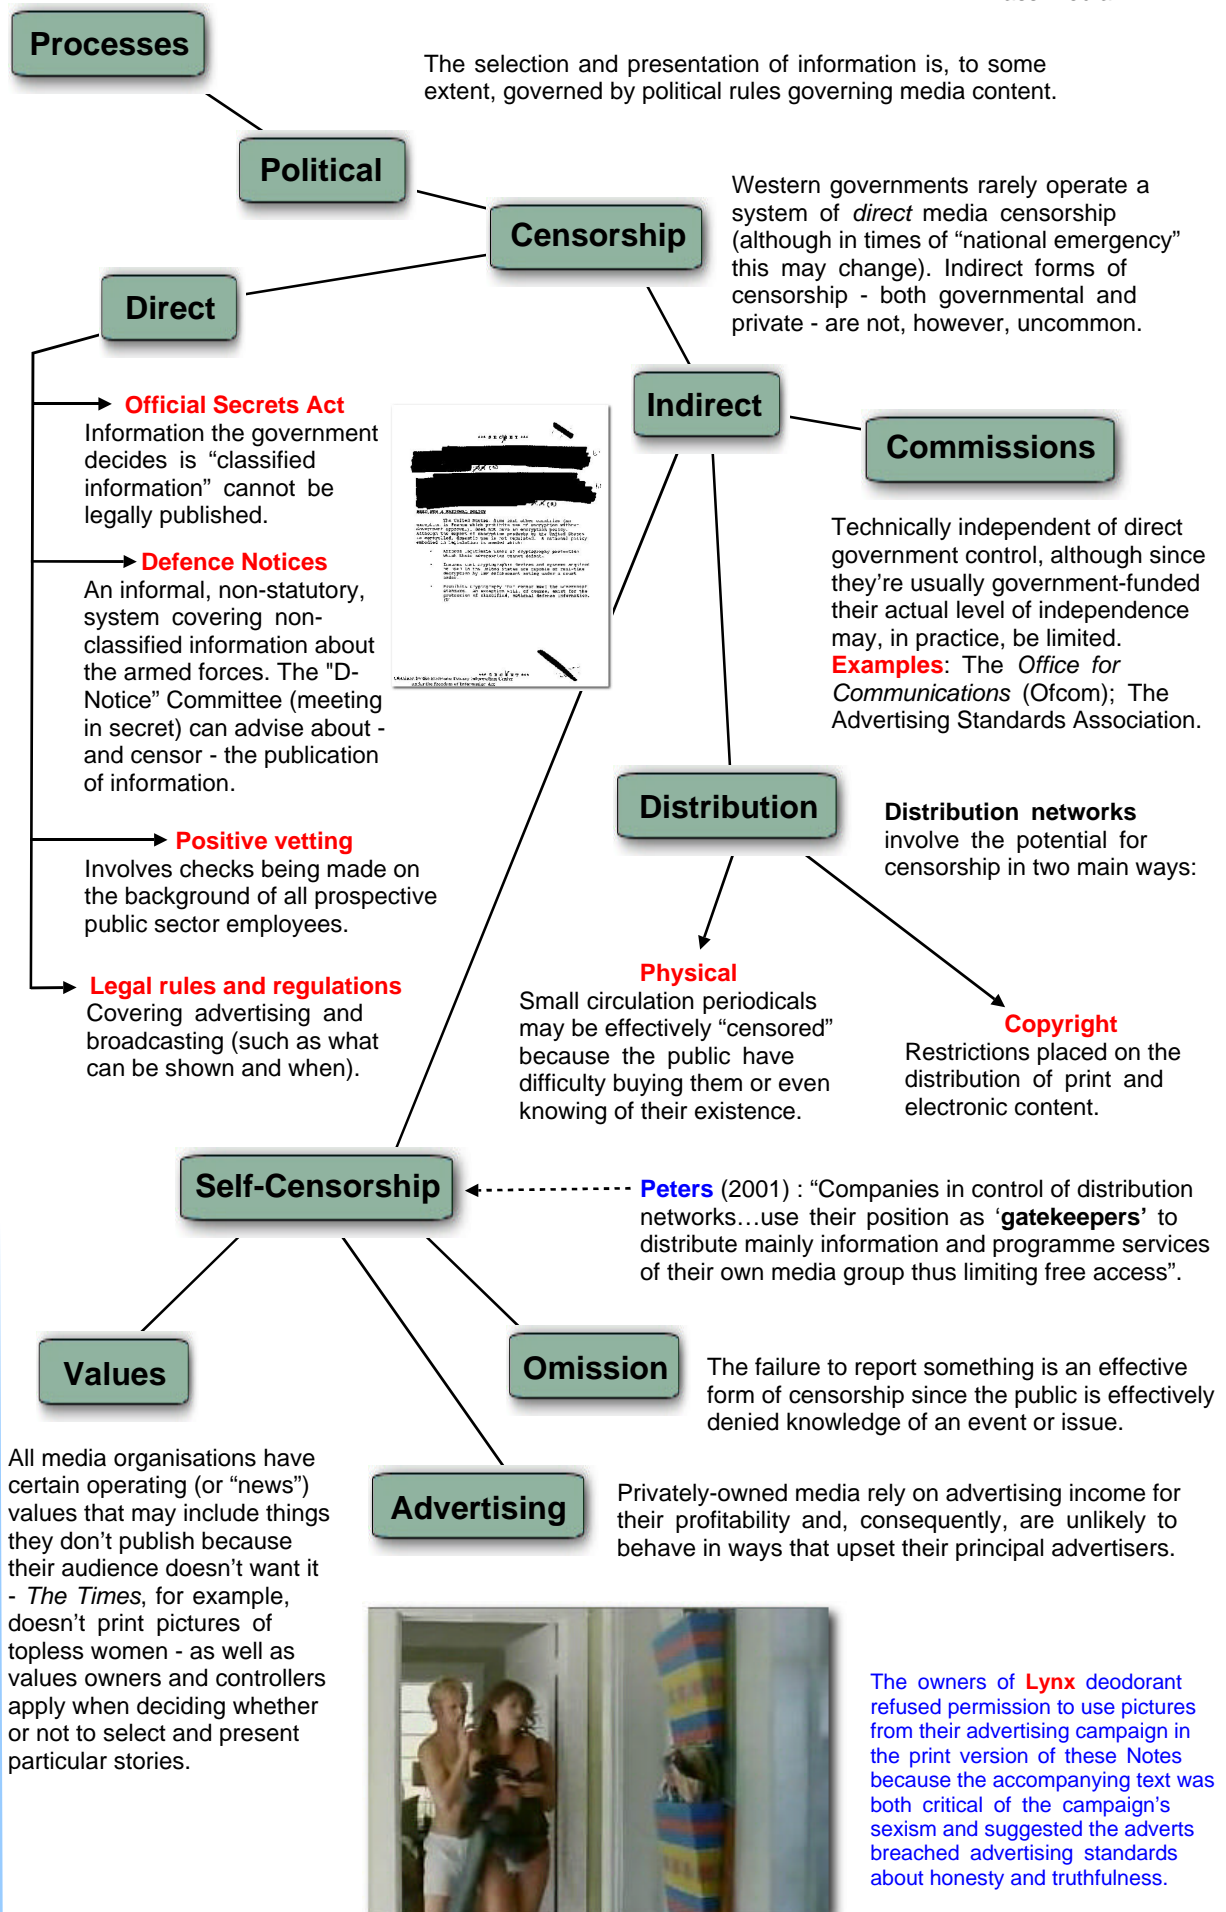 Processes
The selection and presentation of information is, to some
extent, governed by political rules governing media content.
Political
Censorship
Western governments rarely operate a
system of direct media censorship
(although in times of “national emergency”
this may change). Indirect forms of
censorship - both governmental and
private - are not, however, uncommon.
Direct
Official Secrets Act
Information the government
decides is “classified
information” cannot be
legally published.
Defence Notices
An informal, non-statutory,
system covering non-
classified information about
the armed forces. The "D-
Notice” Committee (meeting
in secret) can advise about -
and censor - the publication
of information.
Positive vetting
Involves checks being made on
the background of all prospective
public sector employees.
Legal rules and regulations
Covering advertising and
broadcasting (such as what
can be shown and when).
Indirect
Commissions
Technically independent of direct
government control, although since
they’re usually government-funded
their actual level of independence
may, in practice, be limited.
Examples: The Office for
Communications (Ofcom); The
Advertising Standards Association.
Distribution
Distribution networks
involve the potential for
censorship in two main ways:
Physical
Small circulation periodicals
may be effectively “censored”
because the public have
difficulty buying them or even
knowing of their existence.
Copyright
Restrictions placed on the
distribution of print and
electronic content.
Self-Censorship
Peters (2001) : “Companies in control of distribution
networks…use their position as ‘gatekeepers’ to
distribute mainly information and programme services
of their own media group thus limiting free access”.
Values
All media organisations have
certain operating (or “news”)
values that may include things
they don’t publish because
their audience doesn’t want it
- The Times, for example,
doesn’t print pictures of
topless women - as well as
values owners and controllers
apply when deciding whether
or not to select and present
particular stories.
Omission
The failure to report something is an effective
form of censorship since the public is effectively
denied knowledge of an event or issue.
Advertising
Privately-owned media rely on advertising income for
their profitability and, consequently, are unlikely to
behave in ways that upset their principal advertisers.
The owners of Lynx deodorant
refused permission to use pictures
from their advertising campaign in
the print version of these Notes
because the accompanying text was
both critical of the campaign’s
sexism and suggested the adverts
breached advertising standards
about honesty and truthfulness.